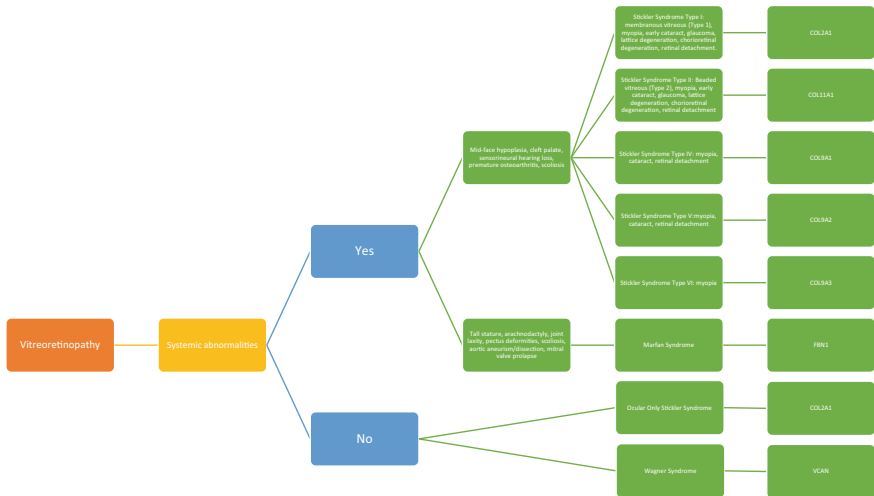 Stickler Syndrome Type I:
membranous vitreous (Type 1),
myopia, early cataract, glaucoma,
lattice degeneration, chorioretinal
degeneration, retinal detachment.
COL2A1
Stickler Syndrome Type II: Beaded
vitreous (Type 2), myopia, early
cataract, glaucoma, lattice
degeneration, chorioretinal
degeneration, retinal detachment
COL11A1
Mid-face hypoplasia, cleft palate,
sensorineural hearing loss,
premature osteoarthritis, scoliosis
Stickler Syndrome Type IV: myopia,
cataract, retinal detachment
COL9A1
Stickler Syndrome Type V:myopia,
cataract, retinal detachment
COL9A2
Yes
Stickler Syndrome Type VI: myopia
COL9A3
Vitreoretinopathy
Systemic abnormalities
Tall stature, arachnodactyly, joint
laxity, pectus deformities, scoliosis,
aortic aneurism/dissection, mitral
valve prolapse
Marfan Syndrome
FBN1
No
Ocular Only Stickler Syndrome
COL2A1
Wagner Syndrome
VCAN